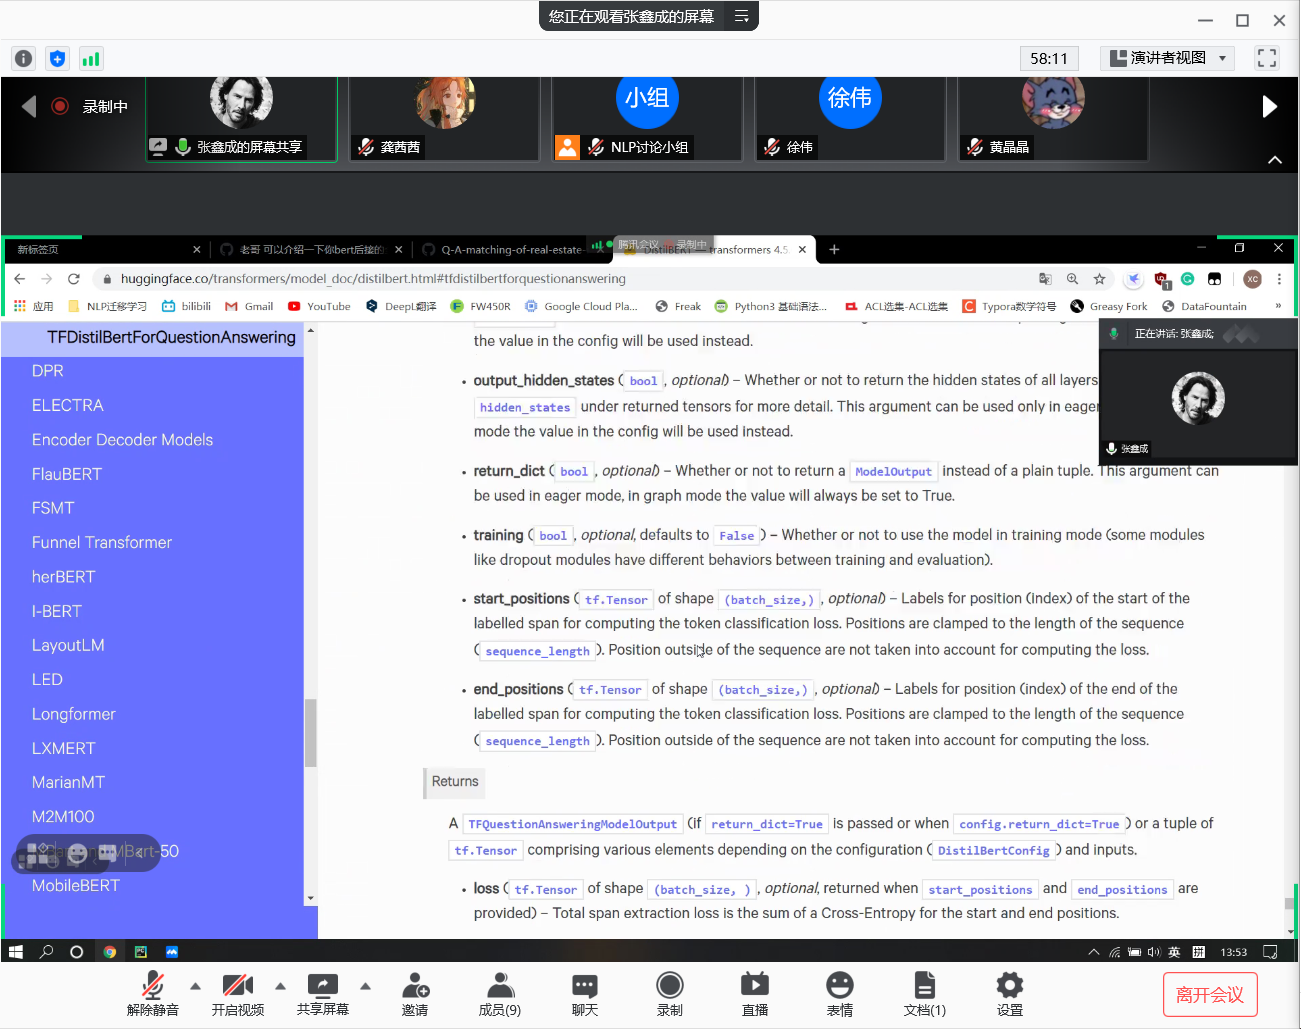 您正在观看张鑫成的屏幕
58:11
演讲者视图
录制中
张鑫成的屏幕共享
龚茜茜
小组
NLP讨论小组
徐伟
徐伟
黄晶晶
新标签页
老哥 可以介绍一下你bert后接的
Q-A-matching-of-real-estate
腾讯会议 录制中
DistilBERT — transformers 4.5.
huggingface.co/transformers/model_doc/distilbert.html#tfdistilbertforquestionanswering
XC
应用
NLP迁移学习
bilibili
Gmail
YouTube
DeepL翻译
FW450R
Google Cloud Pla...
Freak
Python3 基础语法...
ACL选集-ACL选集
Typora数学符号
Greasy Fork
DataFountain
»
正在讲话: 张鑫成;
张鑫成
TFDistilBertForQuestionAnswering
DPR
ELECTRA
Encoder Decoder Models
FlauBERT
FSMT
Funnel Transformer
herBERT
I-BERT
LayoutLM
LED
Longformer
LXMERT
MarianMT
M2M100
MBart-50
MobileBERT
the value in the config will be used instead.
• output_hidden_states (bool, optional) – Whether or not to return the hidden states of all layers
hidden_states under returned tensors for more detail. This argument can be used only in eager
mode the value in the config will be used instead.
• return_dict (bool, optional) – Whether or not to return a ModelOutput instead of a plain tuple. This argument can
be used in eager mode, in graph mode the value will always be set to True.
• training (bool, optional, defaults to False) – Whether or not to use the model in training mode (some modules
like dropout modules have different behaviors between training and evaluation).
• start_positions (tf.Tensor of shape (batch_size,), optional) – Labels for position (index) of the start of the
labelled span for computing the token classification loss. Positions are clamped to the length of the sequence
(sequence_length). Position outside of the sequence are not taken into account for computing the loss.
• end_positions (tf.Tensor of shape (batch_size,), optional) – Labels for position (index) of the end of the
labelled span for computing the token classification loss. Positions are clamped to the length of the sequence
(sequence_length). Position outside of the sequence are not taken into account for computing the loss.
Returns
A TFQuestionAnsweringModelOutput (if return_dict=True is passed or when config.return_dict=True) or a tuple of
tf.Tensor comprising various elements depending on the configuration (DistilBertConfig) and inputs.
• loss (tf.Tensor of shape (batch_size, ), optional, returned when start_positions and end_positions are
provided) – Total span extraction loss is the sum of a Cross-Entropy for the start and end positions.
英
拼
13:53
解除静音
开启视频
共享屏幕
邀请
成员(9)
聊天
录制
直播
表情
文档(1)
设置
离开会议